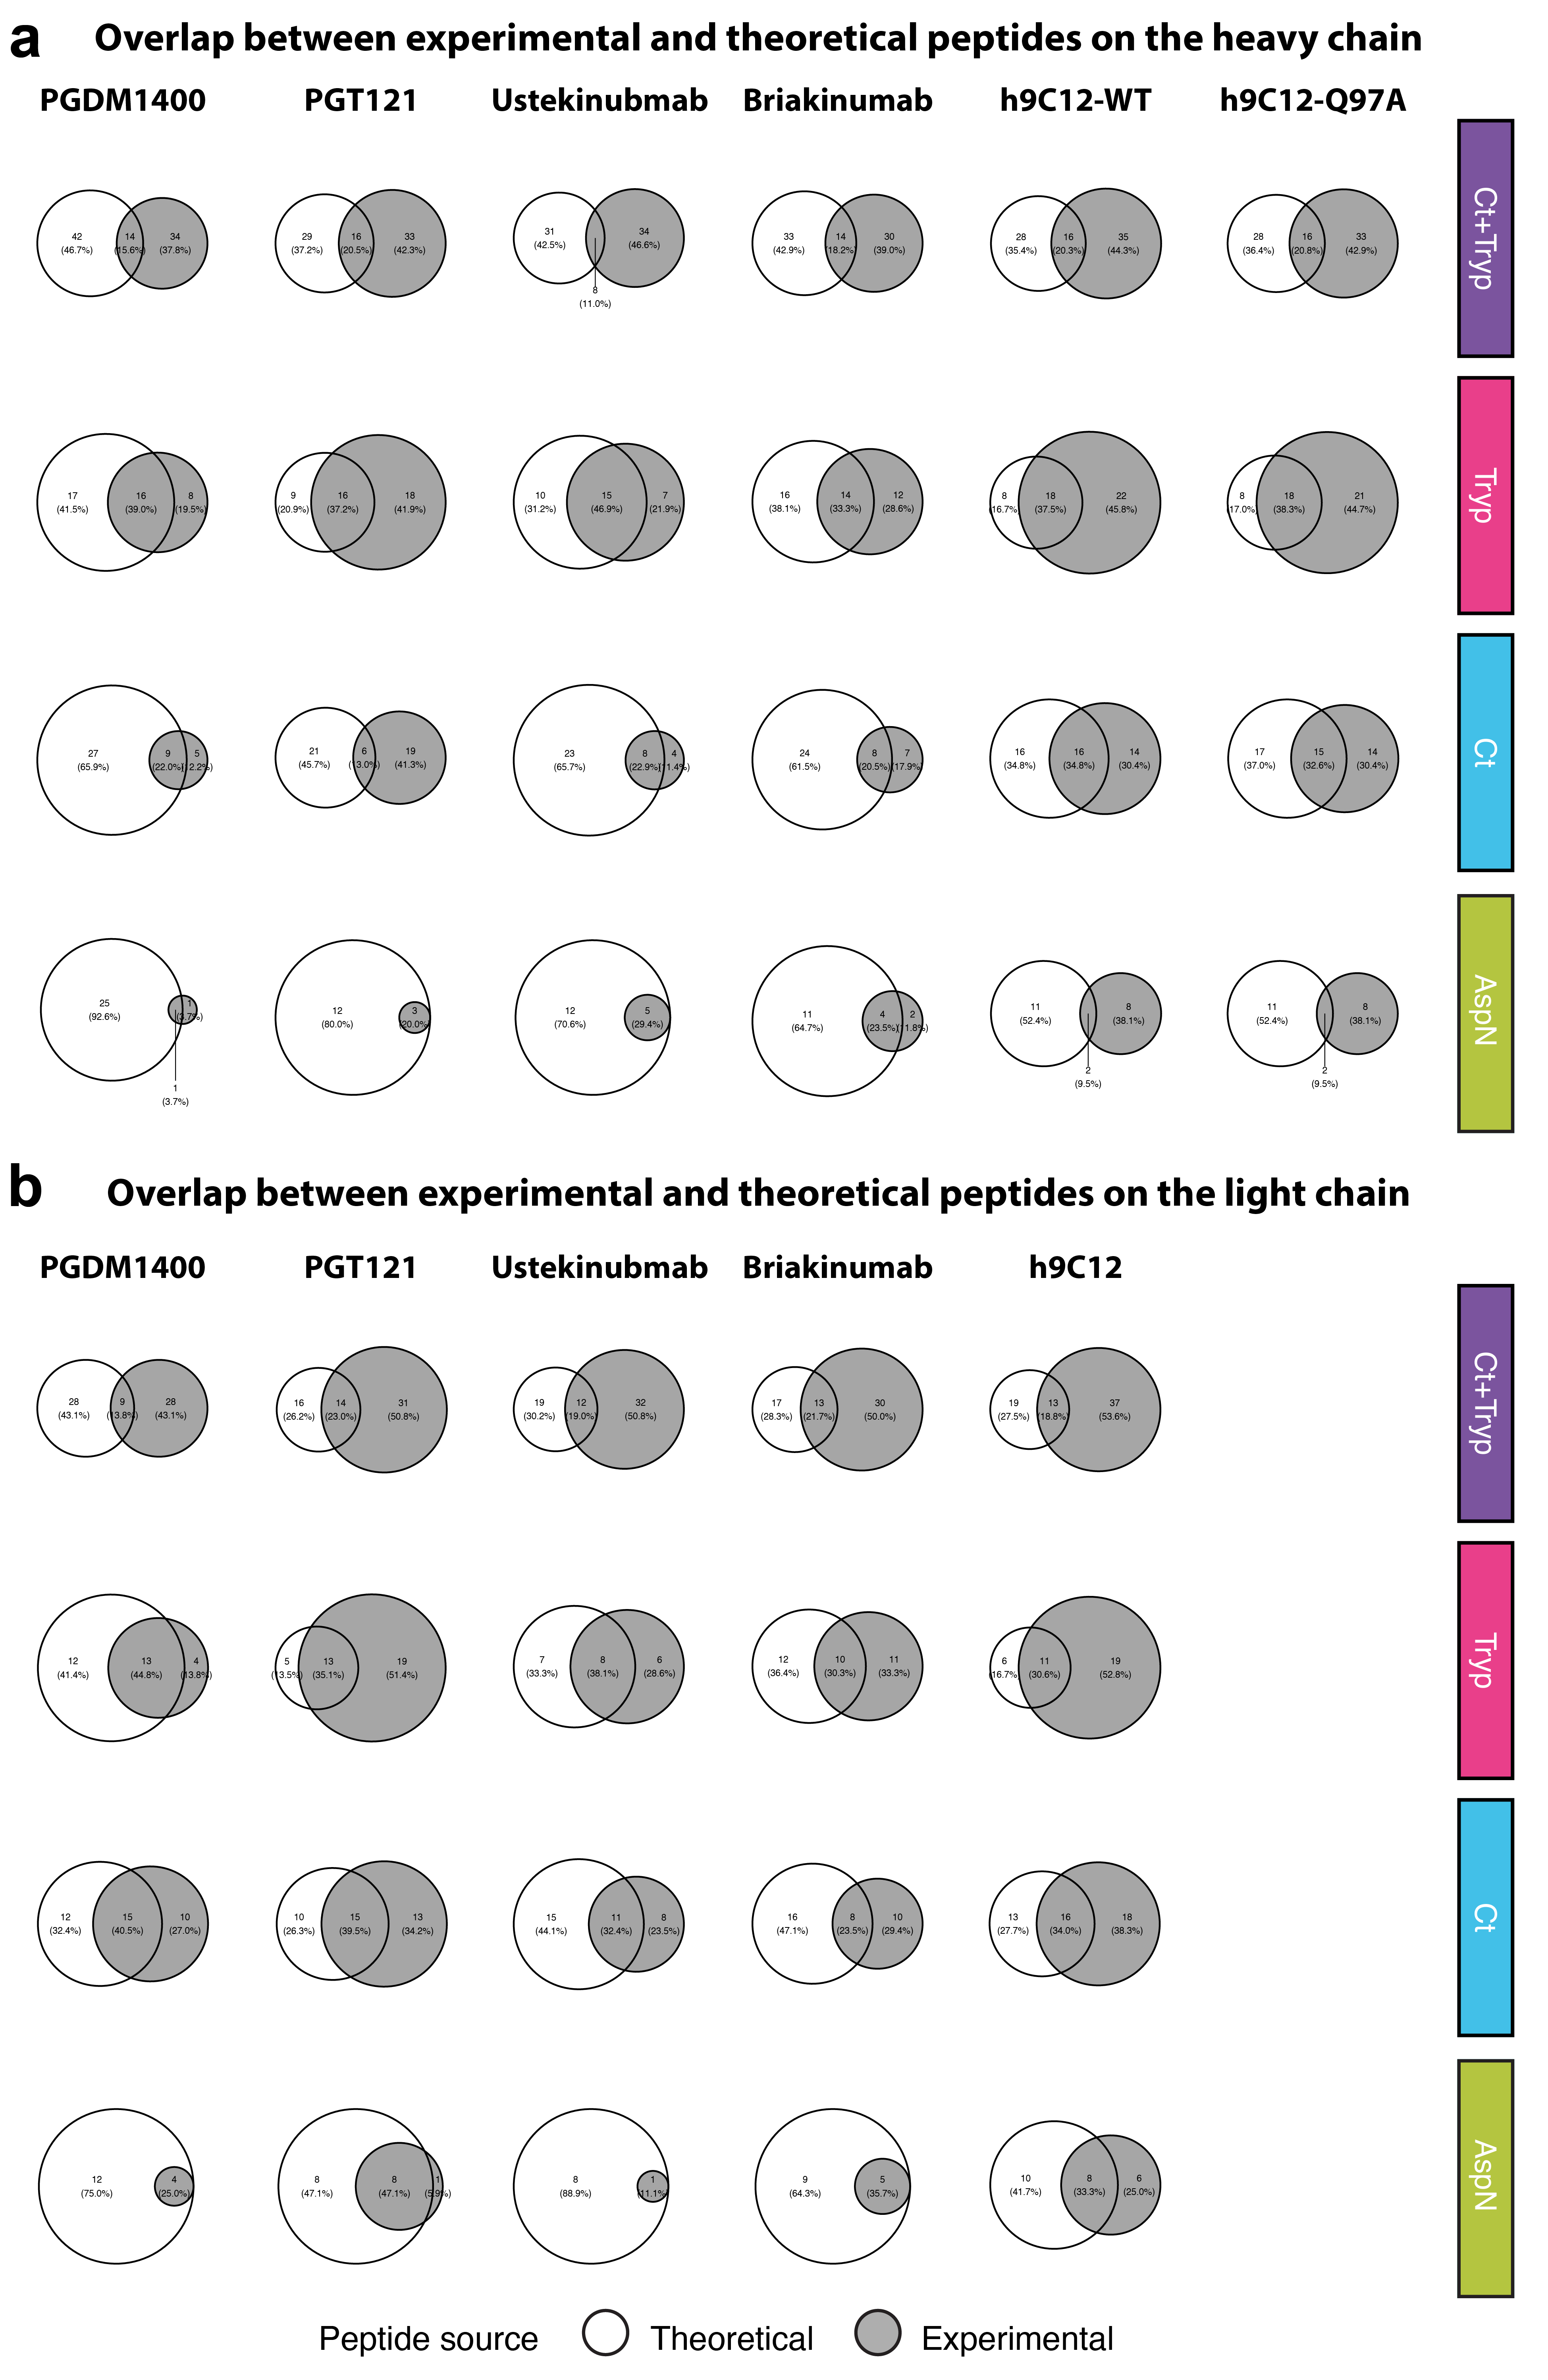 a Overlap between experimental and theoretical peptides on the heavy chain
PGDM1400 PGT121 Ustekinubmab Briakinumab h9C12-WT h9C12-Q97A
Ct+Tryp
42 14 34 29 16 33 31 34 33 14 30 28 16 35 28 16 33
(46.7%) (15.6%) (37.8%) (37.2%) (20.5%) (42.3%) (42.5%) (46.6%) (42.9%) (18.2%) (39.0%) (35.4%) (20.3%) (44.3%) (36.4%) (20.8%) (42.9%)
8
(11.0%)
Tryp
17 16 8 9 16 18 10 15 7 16 14 12 8 18 22 8 18 21
(41.5%) (39.0%) (19.5%) (20.9%) (37.2%) (41.9%) (31.2%) (46.9%) (21.9%) (38.1%) (33.3%) (28.6%) (16.7%) (37.5%) (45.8%) (17.0%) (38.3%) (44.7%)
Ct
27 9 5 21 6 19 23 8 4 24 8 7 16 16 14 17 15 14
(65.9%) (22.0%) (12.2%) (45.7%) (13.0%) (41.3%) (65.7%) (22.9%) (11.4%) (61.5%) (20.5%) (17.9%) (34.8%) (34.8%) (30.4%) (37.0%) (32.6%) (30.4%)
AspN
25 1 12 3 12 5 11 4 2 11 8 11 8
(92.6%) (3.7%) (80.0%) (20.0%) (70.6%) (29.4%) (64.7%) (23.5%) (11.8%) (52.4%) (38.1%) (52.4%) (38.1%)
1 2 2
(3.7%) (9.5%) (9.5%)
b Overlap between experimental and theoretical peptides on the light chain
PGDM1400 PGT121 Ustekinubmab Briakinumab h9C12
Ct+Tryp
28 9 28 16 14 31 19 12 32 17 13 30 19 13 37
(43.1%) (13.8%) (43.1%) (26.2%) (23.0%) (50.8%) (30.2%) (19.0%) (50.8%) (28.3%) (21.7%) (50.0%) (27.5%) (18.8%) (53.6%)
Tryp
12 13 4 5 13 19 7 8 6 12 10 11 6 11 19
(41.4%) (44.8%) (13.8%) (13.5%) (35.1%) (51.4%) (33.3%) (38.1%) (28.6%) (36.4%) (30.3%) (33.3%) (16.7%) (30.6%) (52.8%)
Ct
12 15 10 10 15 13 15 11 8 16 8 10 13 16 18
(32.4%) (40.5%) (27.0%) (26.3%) (39.5%) (34.2%) (44.1%) (32.4%) (23.5%) (47.1%) (23.5%) (29.4%) (27.7%) (34.0%) (38.3%)
AspN
12 4 8 8 1 8 1 9 5 10 8 6
(75.0%) (25.0%) (47.1%) (47.1%) (5.9%) (88.9%) (11.1%) (64.3%) (35.7%) (41.7%) (33.3%) (25.0%)
Peptide source Theoretical Experimental